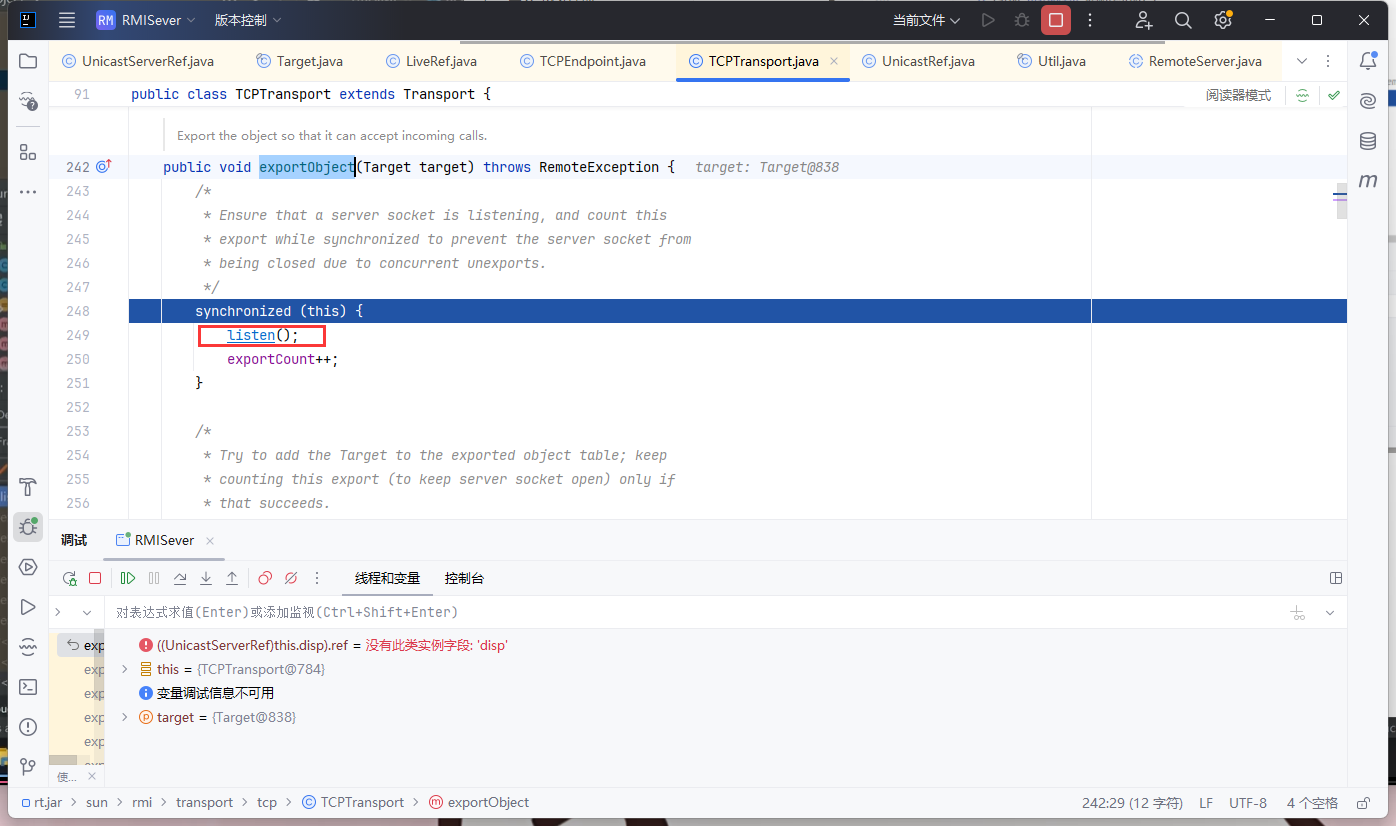 RM RMISever 版本控制 当前文件
UnicastServerRef.java Target.java LiveRef.java TCPEndpoint.java TCPTransport.java UnicastRef.java Util.java RemoteServer.java
91 public class TCPTransport extends Transport { 阅读器模式
Export the object so that it can accept incoming calls.
242 public void exportObject(Target target) throws RemoteException { target: Target@838
243 /*
244 * Ensure that a server socket is listening, and count this
245 * export while synchronized to prevent the server socket from
246 * being closed due to concurrent unexports.
247 */
248 synchronized (this) {
249 listen();
250 exportCount++;
251 }
252
253 /*
254 * Try to add the Target to the exported object table; keep
255 * counting this export (to keep server socket open) only if
256 * that succeeds.
调试 RMISever
线程和变量 控制台
对表达式求值(Enter)或添加监视(Ctrl+Shift+Enter)
exp ((UnicastServerRef)this.disp).ref = 没有此类实例字段: 'disp'
exp this = {TCPTransport@784}
exp 变量调试信息不可用
exp target = {Target@838}
exp
使...
rt.jar sun rmi transport tcp TCPTransport exportObject 242:29 (12 字符) LF UTF-8 4 个空格